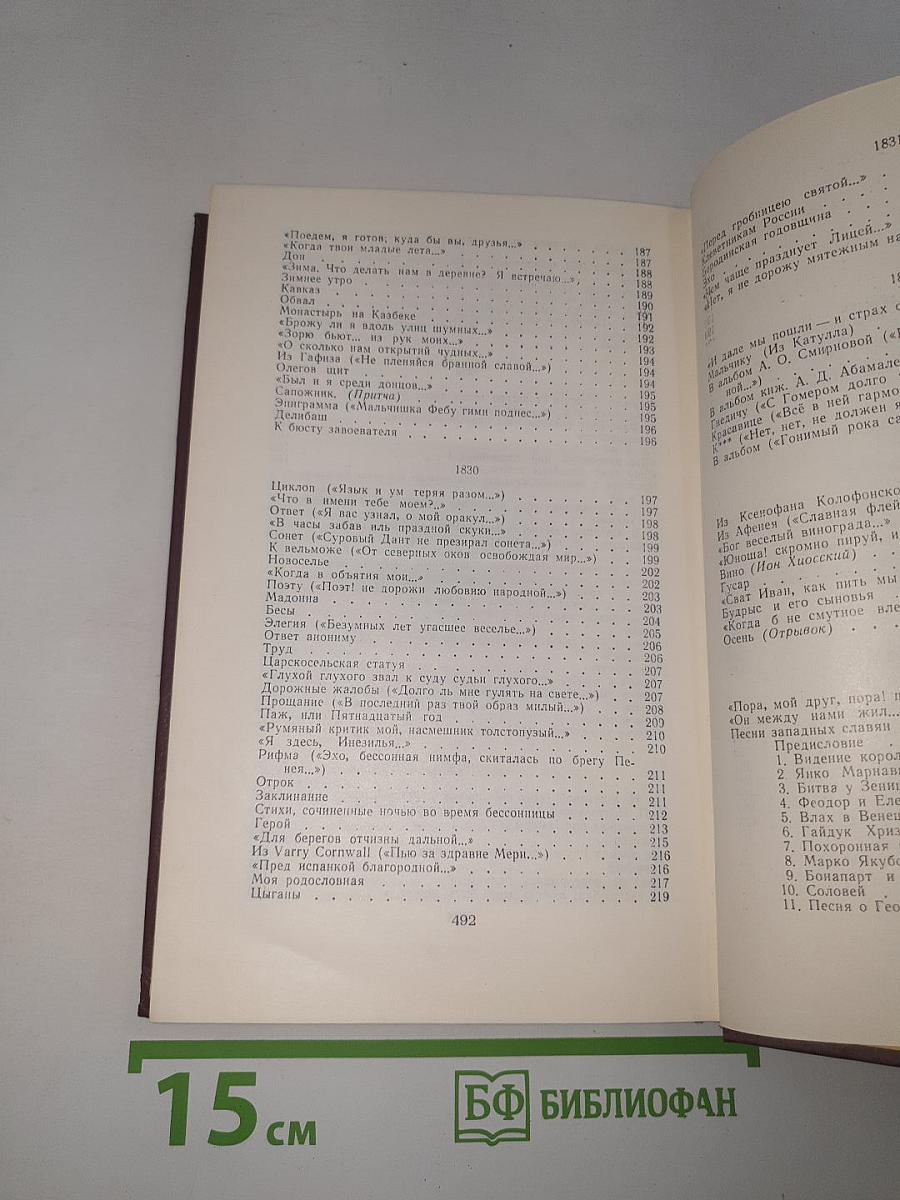 «Поедем, я готов; куда бы вы, друзья...» . . . . . . 187
«Когда твои младые лета...» . . . . . . 187
Дон . . . . . . 188
«Зима. Что делать нам в деревне? Я встречаю...» . . . . 188
Зимнее утро . . . . . . 189
Кавказ . . . . . . 190
Обвал . . . . . . 191
Монастырь на Казбеке . . . . . . 192
«Брожу ли я вдоль улиц шумных...» . . . . . . 192
«Зорю бьют... из рук моих...» . . . . . . 193
«О сколько нам открытий чудных...» . . . . . . 194
Из Гафиза («Не пленяйся бранной славой...») . . . . . . 194
Олегов щит . . . . . . 194
«Был и я среди донцов...» . . . . . . 195
Сапожник. (Притча) . . . . . . 195
Эпиграмма («Мальчишка Фебу гимн поднес...») . . . . . . 195
Делибаш . . . . . . 196
К бюсту завоевателя . . . . . . 196
1830
Циклоп («Язык и ум теряя разом...») . . . . . . 197
«Что в имени тебе моем?..» . . . . . . 197
Ответ («Я вас узнал, о мой оракул...») . . . . . . 198
«В часы забав иль праздной скуки...» . . . . . . 198
Сонет («Суровый Дант не презирал сонета...») . . . . . . 199
К вельможе («От северных оков освобождая мир...») . . . . 199
Новоселье . . . . . . 202
«Когда в объятия мои...» . . . . . . 202
Поэту («Поэт! не дорожи любовию народной...») . . . . . . 203
Мадонна . . . . . . 203
Бесы . . . . . . 204
Элегия («Безумных лет угасшее веселье...») . . . . . . 205
Ответ анониму . . . . . . 206
Труд . . . . . . 206
Царскосельская статуя . . . . . . 207
«Глухой глухого звал к суду судьи глухого...» . . . . . . 207
Дорожные жалобы («Долго ль мне гулять на свете...») . . . . 207
Прощание («В последний раз твой образ милый...») . . . . 208
Паж, или Пятнадцатый год . . . . . . 209
«Румяный критик мой, насмешник толстопузый...» . . . . 210
«Я здесь, Инезилья...» . . . . . . 210
Рифма («Эхо, бессонная нимфа, скиталась по брегу Пе-
нея...») . . . . . . 211
Отрок . . . . . . 211
Заклинание . . . . . . 211
Стихи, сочиненные ночью во время бессонницы . . . . . . 212
Герой . . . . . . 213
«Для берегов отчизны дальной...» . . . . . . 215
Из Varry Cornwall («Пью за здравие Мери...») . . . . . . 216
«Пред испанкой благородной...» . . . . . . 216
Моя родословная . . . . . . 217
Цыганы . . . . . . 219
492
1831
«Перед гробницею святой...» . .
Клеветникам России . . .
Бородинская годовщина . .
Эхо . . . .
«Чем чаще празднует Лицей...»
«Нет, я не дорожу мятежным на
«И дале мы пошли — и страх
Мальчику (Из Катулла)
В альбом А. О. Смирновой
ной...») . . . .
В альбом княж. А. Д. Абамале
Гнедичу («С Гомером долго
Красавице («Всё в ней гармо
К*** («Нет, нет, не должен я
В альбом («Гонимый рока са
Из Ксенофана Колофонско
Из Афенея («Славная флей
«Бог веселый винограда...»
«Юноша! скромно пируй, и
Вино (Ион Хиосский) .
Гусар . . . .
«Сват Иван, как пить мы
Будрыс и его сыновья .
«Когда б не смутное вле
Осень (Отрывок) . . .
«Пора, мой друг, пора! п
«Он между нами жил...
Песни западных славян
Предисловие .
1. Видение корол
2. Янко Марнав
3. Битва у Зениц
4. Феодор и Еле
5. Влах в Венец
6. Гайдук Хриз
7. Похоронная
8. Марко Якубо
9. Бонапарт и
10. Соловей .
11. Песня о Гео
15 см
БФ БИБЛИОФАН